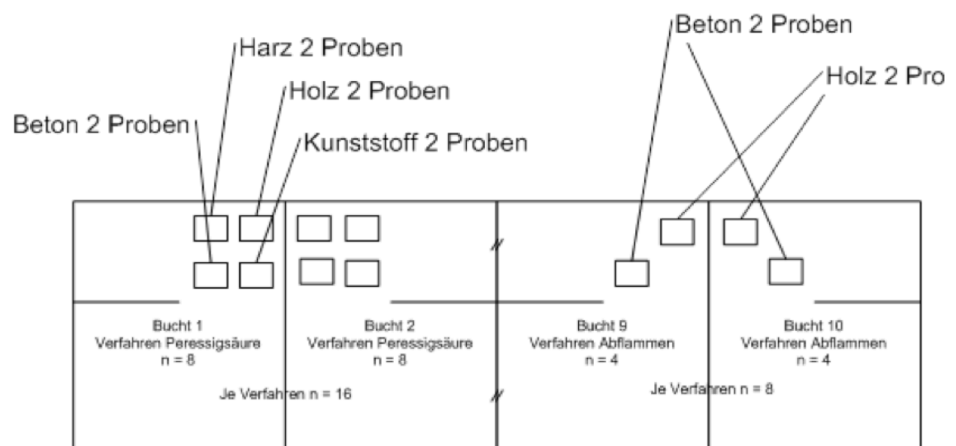 Harz 2 Proben
Holz 2 Proben
Beton 2 Proben
Kunststoff 2 Proben
Beton 2 Proben
Holz 2 Pro
Bucht 1
Verfahren Peressigsäure
n = 8
Bucht 2
Verfahren Peressigsäure
n = 8
Bucht 9
Verfahren Abflammen
n = 4
Bucht 10
Verfahren Abflammen
n = 4
Je Verfahren n = 16
Je Verfahren n = 8